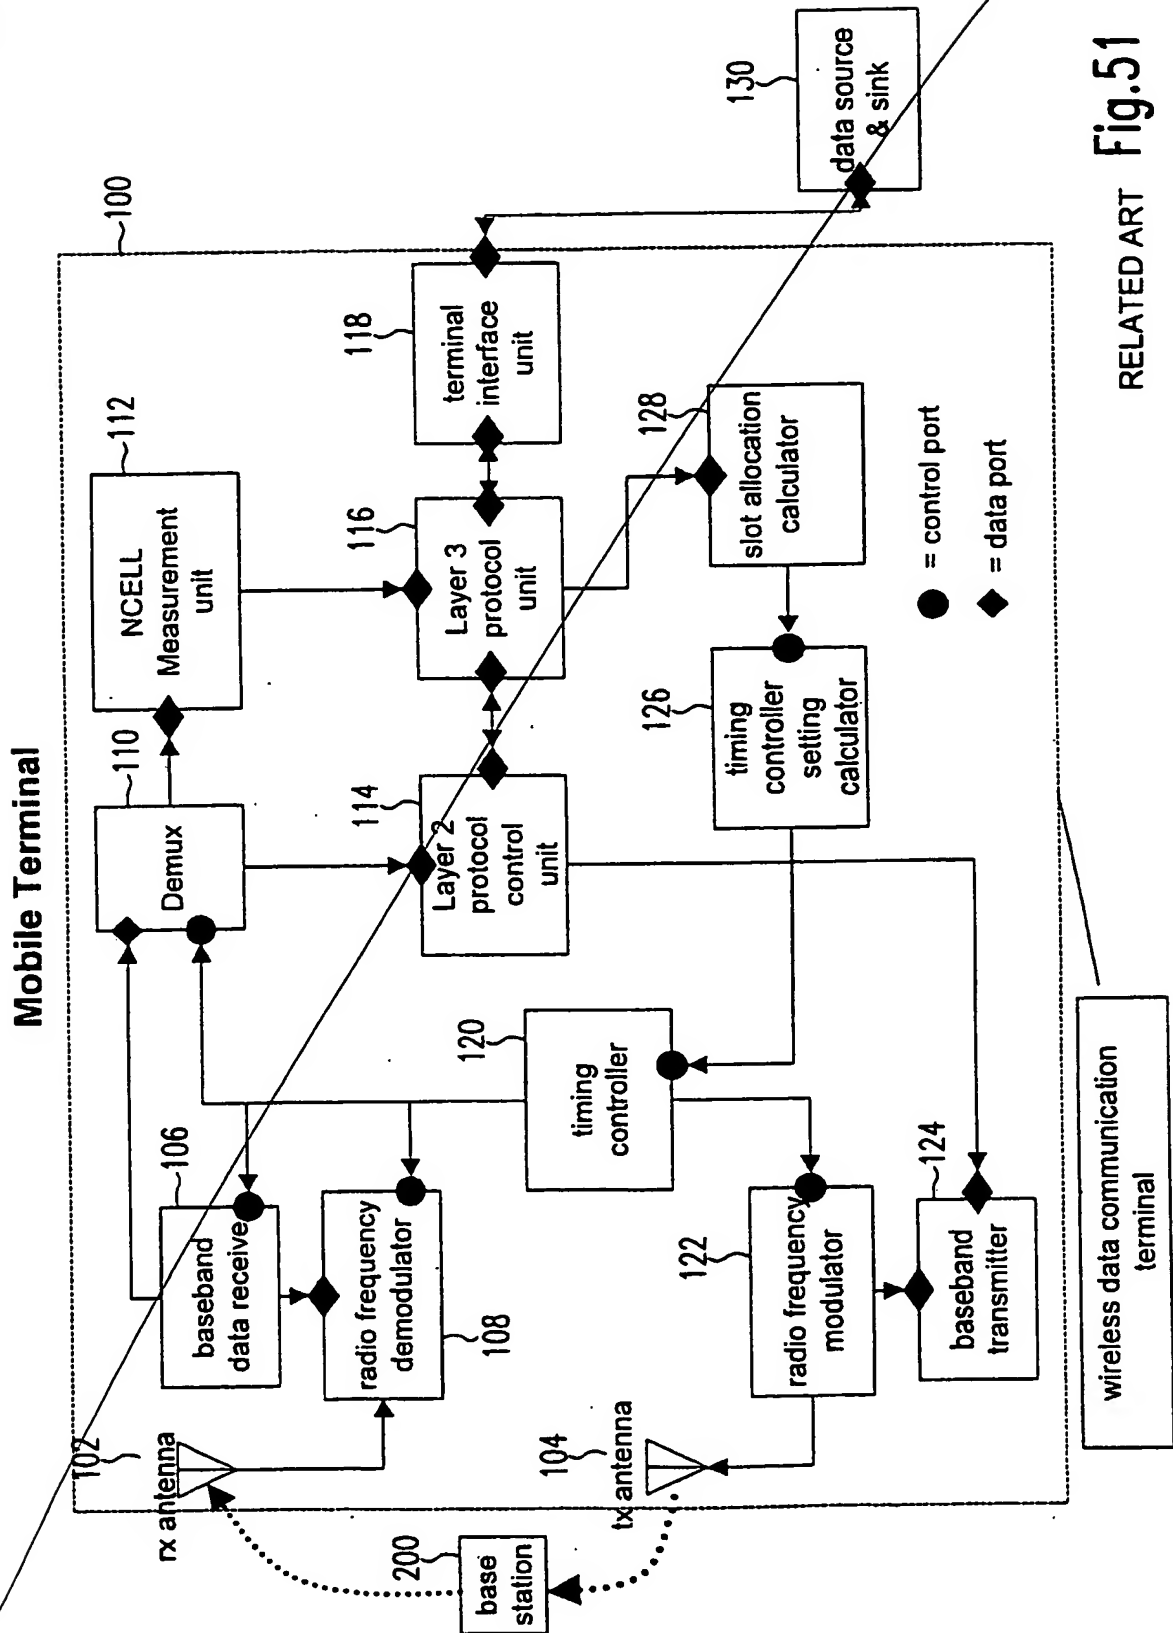 Mobile Terminal
100
102
rx antenna
104
tx antenna
200
base
station
106
baseband
data receive
radio frequency
demodulator
108
110
Demux
112
NCELL
Measurement
unit
114
Layer 2
protocol
control
unit
116
Layer 3
protocol
unit
118
terminal
interface
unit
130
data source
& sink
120
timing
controller
122
radio frequency
modulator
124
baseband
transmitter
126
timing
controller
setting
calculator
128
slot allocation
calculator
= control port
= data port
wireless data communication
terminal
RELATED ART Fig.51